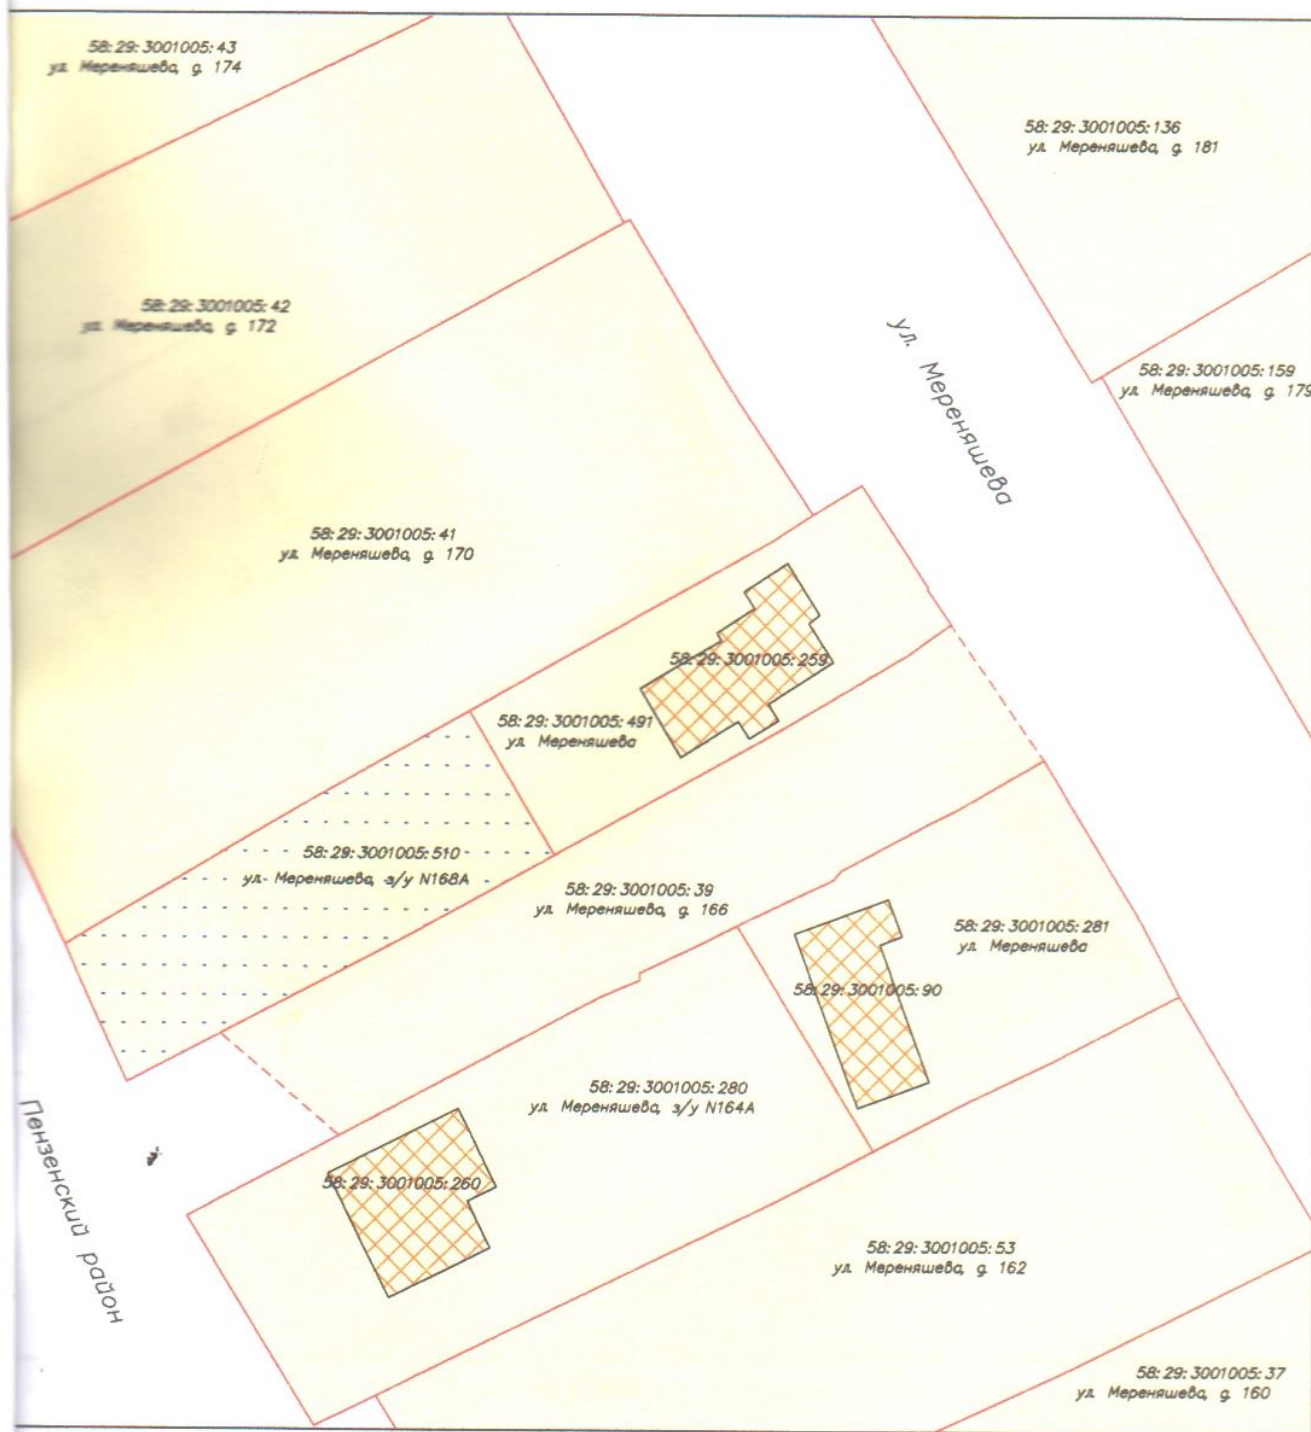 58:29:3001005:43
ул. Мереняшева, д. 174
58:29:3001005:136
ул. Мереняшева, д. 181
58:29:3001005:42
ул. Мереняшева, д. 172
ул. Мереняшева
58:29:3001005:159
ул. Мереняшева, д. 179
58:29:3001005:41
ул. Мереняшева, д. 170
58:29:3001005:259
58:29:3001005:491
ул. Мереняшева
58:29:3001005:510
ул. Мереняшева, з/у N168А
58:29:3001005:39
ул. Мереняшева, д. 166
58:29:3001005:281
ул. Мереняшева
58:29:3001005:90
58:29:3001005:280
ул. Мереняшева, з/у N164А
Пензенский район
58:29:3001005:260
58:29:3001005:53
ул. Мереняшева, д. 162
58:29:3001005:37
ул. Мереняшева, д. 160